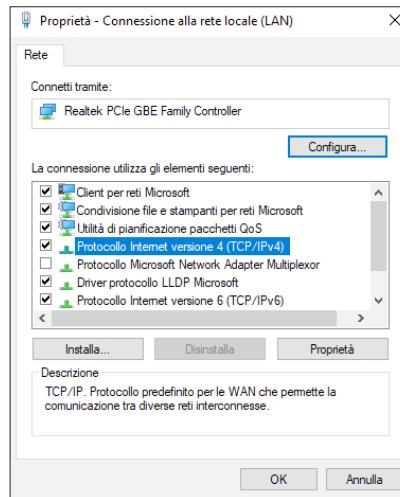 Proprietà - Connessione alla rete locale (LAN)
Rete
Connetti tramite:
Realtek PCIe GBE Family Controller
Configura...
La connessione utilizza gli elementi seguenti:
Client per reti Microsoft
Condivisione file e stampanti per reti Microsoft
Utilità di pianificazione pacchetti QoS
Protocollo Internet versione 4 (TCP/IPv4)
Protocollo Microsoft Network Adapter Multiplexor
Driver protocollo LLDP Microsoft
Protocollo Internet versione 6 (TCP/IPv6)
Installa... Disinstalla Proprietà
Descrizione
TCP/IP. Protocollo predefinito per le WAN che permette la
comunicazione tra diverse reti interconnesse.
OK Annulla